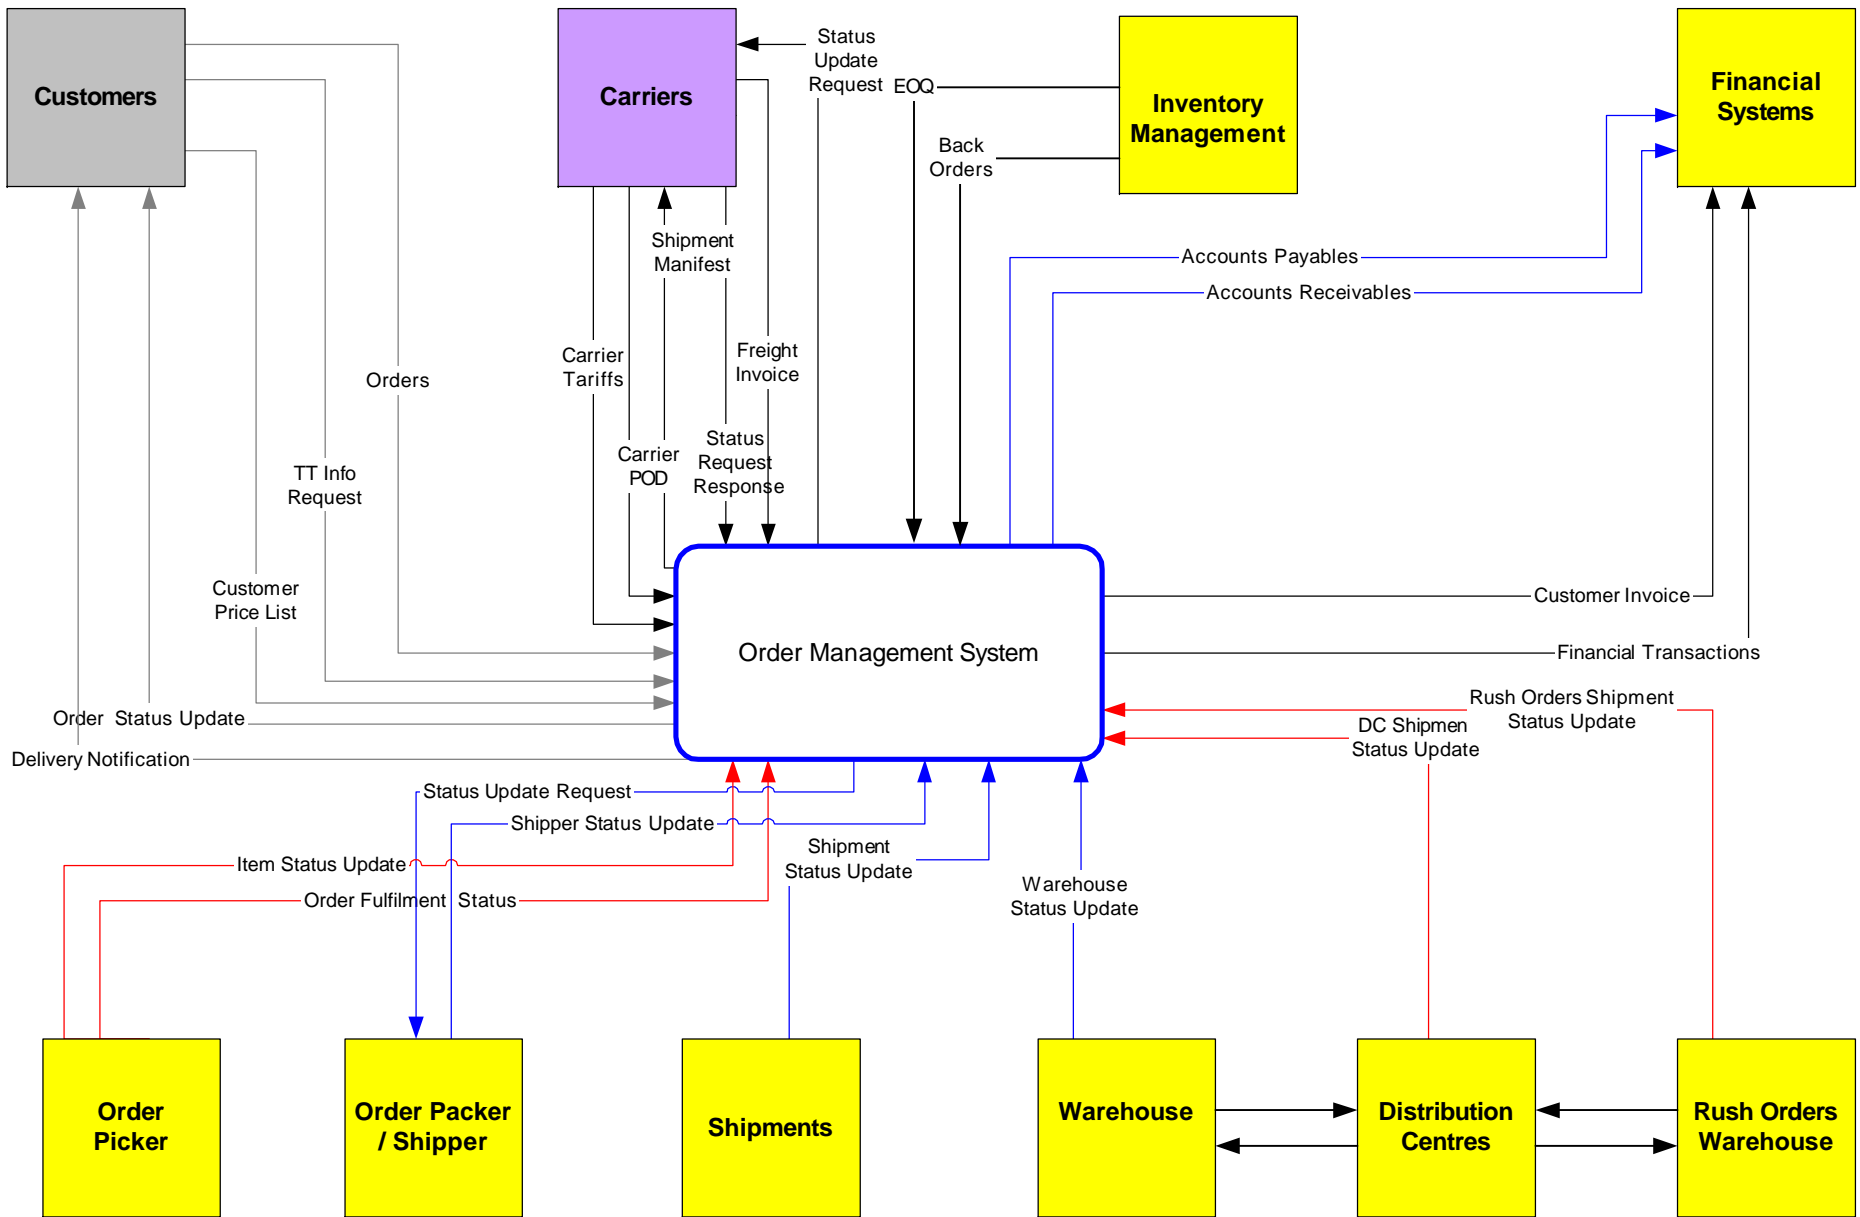 Customers
Carriers
Status
Update
Request
EOQ
Inventory
Management
Back
Orders
Financial
Systems
Shipment
Manifest
Accounts Payables
Accounts Receivables
Carrier
Tariffs
Freight
Invoice
Orders
Carrier
POD
Status
Request
Response
TT Info
Request
Customer
Price List
Order Management System
Customer Invoice
Financial Transactions
Order Status Update
Delivery Notification
Rush Orders Shipment
Status Update
DC Shipmen
Status Update
Status Update Request
Shipper Status Update
Item Status Update
Order Fulfilment Status
Shipment
Status Update
Warehouse
Status Update
Order
Picker
Order Packer
/ Shipper
Shipments
Warehouse
Distribution
Centres
Rush Orders
Warehouse